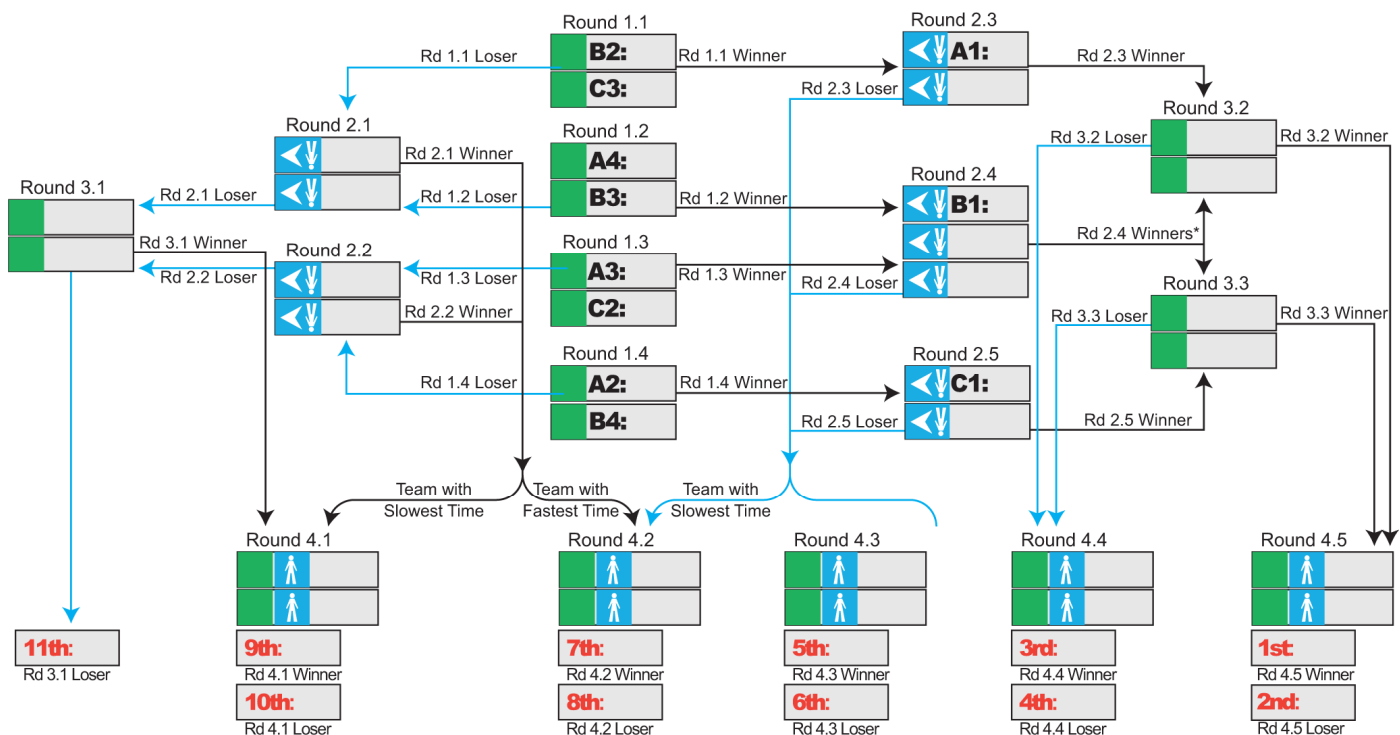 Round 1.1
B2:
C3:
Rd 1.1 Loser
Rd 1.1 Winner
Round 2.3
A1:
Rd 2.3 Winner
Rd 2.3 Loser
Round 2.1
Rd 2.1 Winner
Rd 2.1 Loser
Round 1.2
A4:
B3:
Rd 1.2 Loser
Rd 1.2 Winner
Round 3.2
Rd 3.2 Loser
Rd 3.2 Winner
Round 3.1
Rd 3.1 Winner
Round 2.4
B1:
Rd 2.4 Winners*
Rd 2.4 Loser
Round 2.2
Rd 2.2 Loser
Rd 2.2 Winner
Round 1.3
A3:
C2:
Rd 1.3 Loser
Rd 1.3 Winner
Round 3.3
Rd 3.3 Loser
Rd 3.3 Winner
Round 1.4
A2:
B4:
Rd 1.4 Loser
Rd 1.4 Winner
Round 2.5
C1:
Rd 2.5 Loser
Rd 2.5 Winner
Team with
Slowest Time
Team with
Fastest Time
Team with
Slowest Time
Round 4.1
Round 4.2
Round 4.3
Round 4.4
Round 4.5
11th:
Rd 3.1 Loser
9th:
Rd 4.1 Winner
10th:
Rd 4.1 Loser
7th:
Rd 4.2 Winner
8th:
Rd 4.2 Loser
5th:
Rd 4.3 Winner
6th:
Rd 4.3 Loser
3rd:
Rd 4.4 Winner
4th:
Rd 4.4 Loser
1st:
Rd 4.5 Winner
2nd:
Rd 4.5 Loser